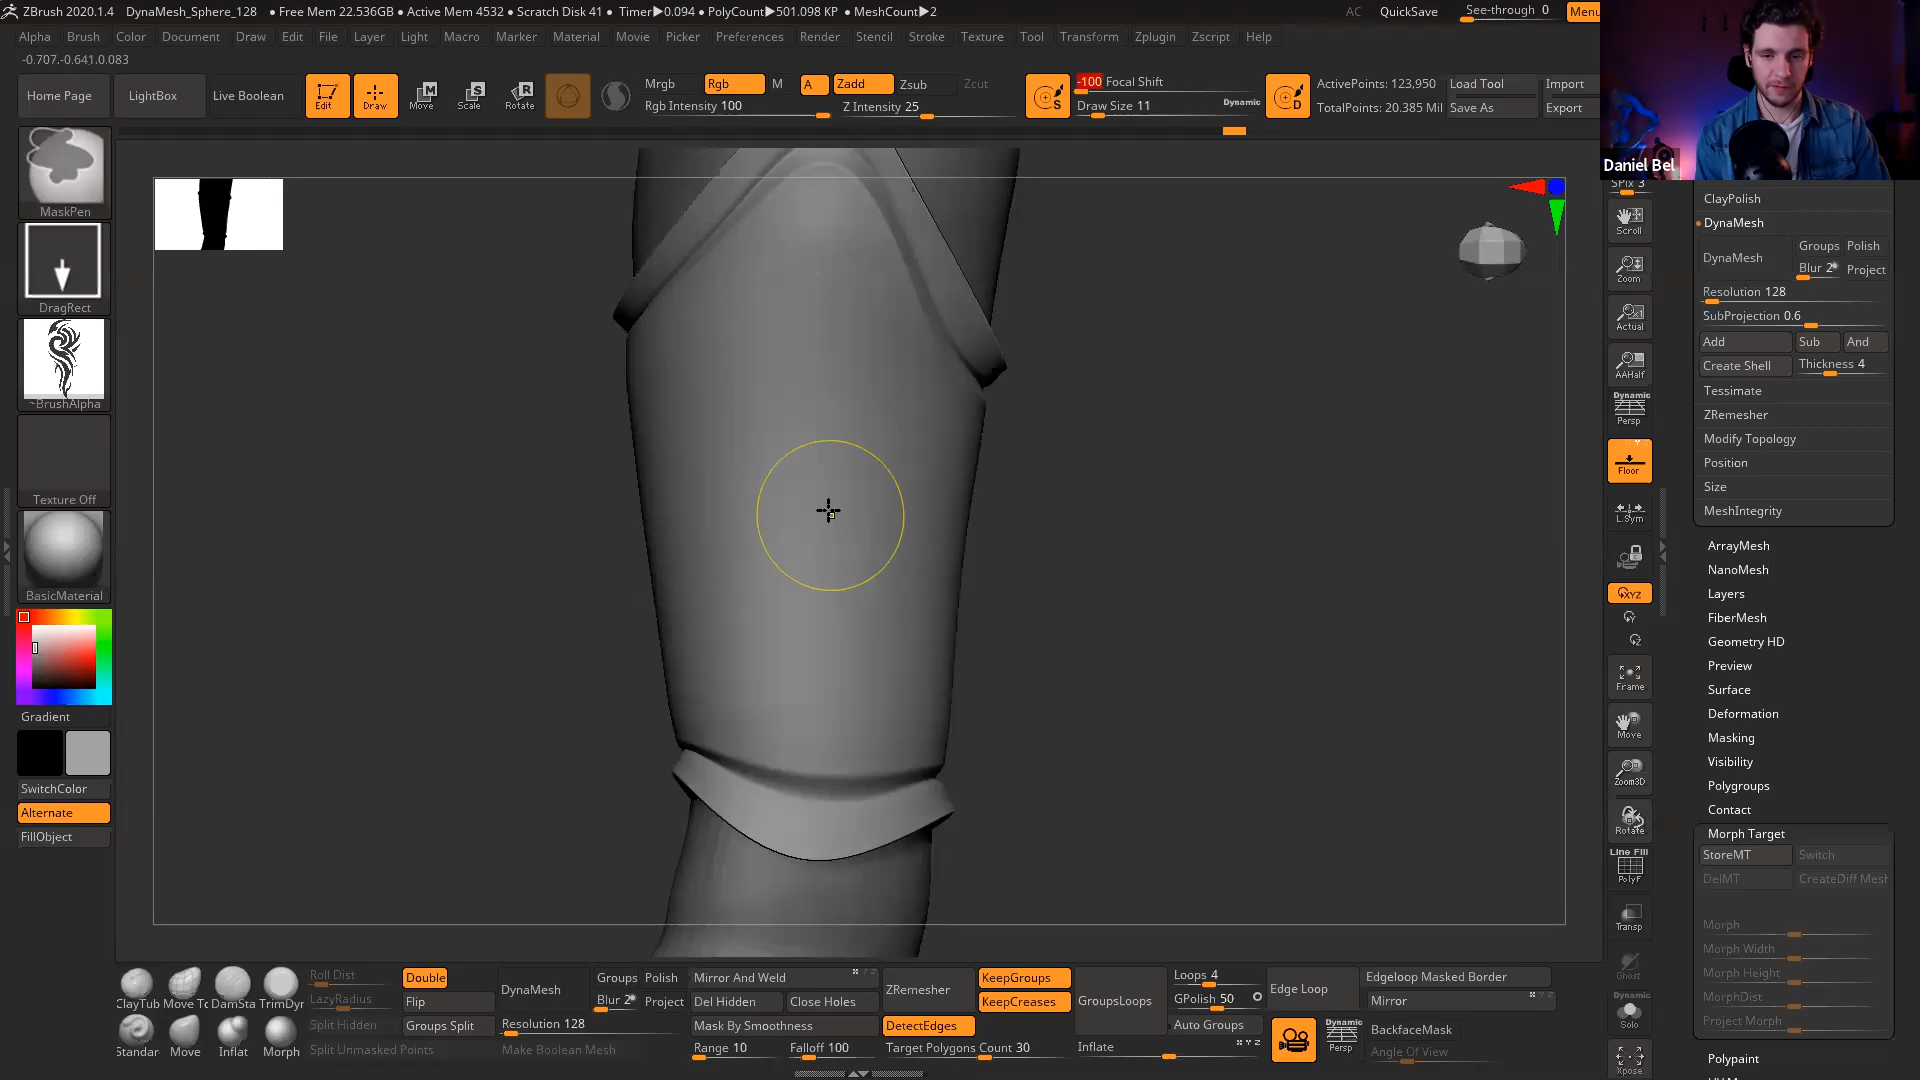 ZBrush 2020.1.4 DynaMesh_Sphere_128 ● Free Mem 22.536GB ● Active Mem 4532 ● Scratch Disk 41 ● Timer▶0.094 ● PolyCount▶501.098 KP ● MeshCount▶2 AC QuickSave See-through 0 Menu
Alpha Brush Color Document Draw Edit File Layer Light Macro Marker Material Movie Picker Preferences Render Stencil Stroke Texture Tool Transform Zplugin Zscript Help
-0.707,-0.641,0.083
Home Page LightBox Live Boolean Edit Draw Move Scale Rotate
Mrgb Rgb M A Zadd Zsub Zcut
Rgb Intensity 100 Z Intensity 25
-100 Focal Shift
Draw Size 11 Dynamic
ActivePoints: 123,950
TotalPoints: 20.385 Mil
Load Tool Import
Save As Export
Daniel Bel
MaskPen
DragRect
~BrushAlpha
Texture Off
BasicMaterial
Gradient
SwitchColor
Alternate
FillObject
SPix 3
Scroll
Zoom
Actual
AAHalf
Dynamic
Persp
Floor
L.Sym
XYZ
Frame
Move
Zoom3D
Rotate
Line Fill
PolyF
Transp
Ghost
Dynamic
Solo
Xpose
ClayPolish
DynaMesh
DynaMesh Groups Polish
Blur 2 Project
Resolution 128
SubProjection 0.6
Add Sub And
Create Shell Thickness 4
Tessimate
ZRemesher
Modify Topology
Position
Size
MeshIntegrity
ArrayMesh
NanoMesh
Layers
FiberMesh
Geometry HD
Preview
Surface
Deformation
Masking
Visibility
Polygroups
Contact
Morph Target
StoreMT Switch
DelMT CreateDiff Mesh
Morph
Morph Width
Morph Height
MorphDist
Project Morph
Polypaint
ClayTub Move To DamSta TrimDyn
Standar Move Inflat Morph
Roll Dist
LazyRadius
Split Hidden
Split Unmasked Points
Double
Flip
Groups Split
DynaMesh Groups Polish
Blur 2 Project
Resolution 128
Make Boolean Mesh
Mirror And Weld
Del Hidden Close Holes
Mask By Smoothness
Range 10 Falloff 100
ZRemesher KeepGroups
KeepCreases
DetectEdges
Target Polygons Count 30
GroupsLoops
Loops 4
GPolish 50
Auto Groups
Inflate
Edge Loop
Edgeloop Masked Border
Mirror
Dynamic
Persp
BackfaceMask
Angle Of View